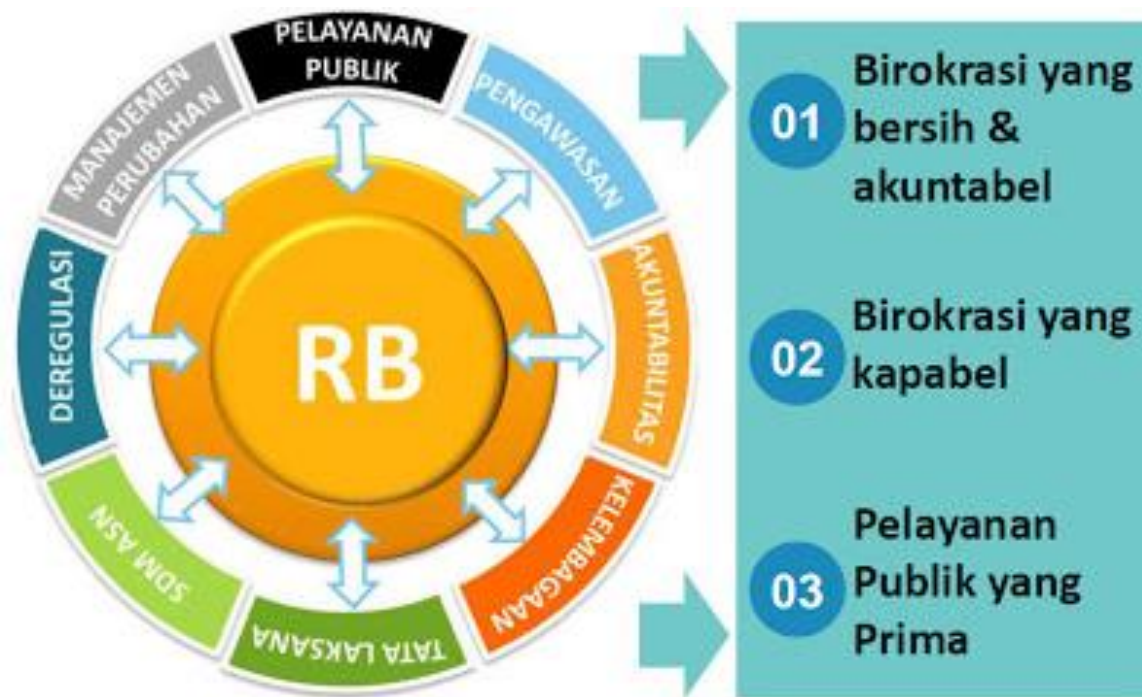 PELAYANAN
PUBLIK
PENGAWASAN
AKUNTABILITAS
KELEMBAGAAN
TATA LAKSANA
SDM ASN
DEREGULASI
MANAJEMEN
PERUBAHAN
RB
01
Birokrasi yang
bersih &
akuntabel
02
Birokrasi yang
kapabel
03
Pelayanan
Publik yang
Prima